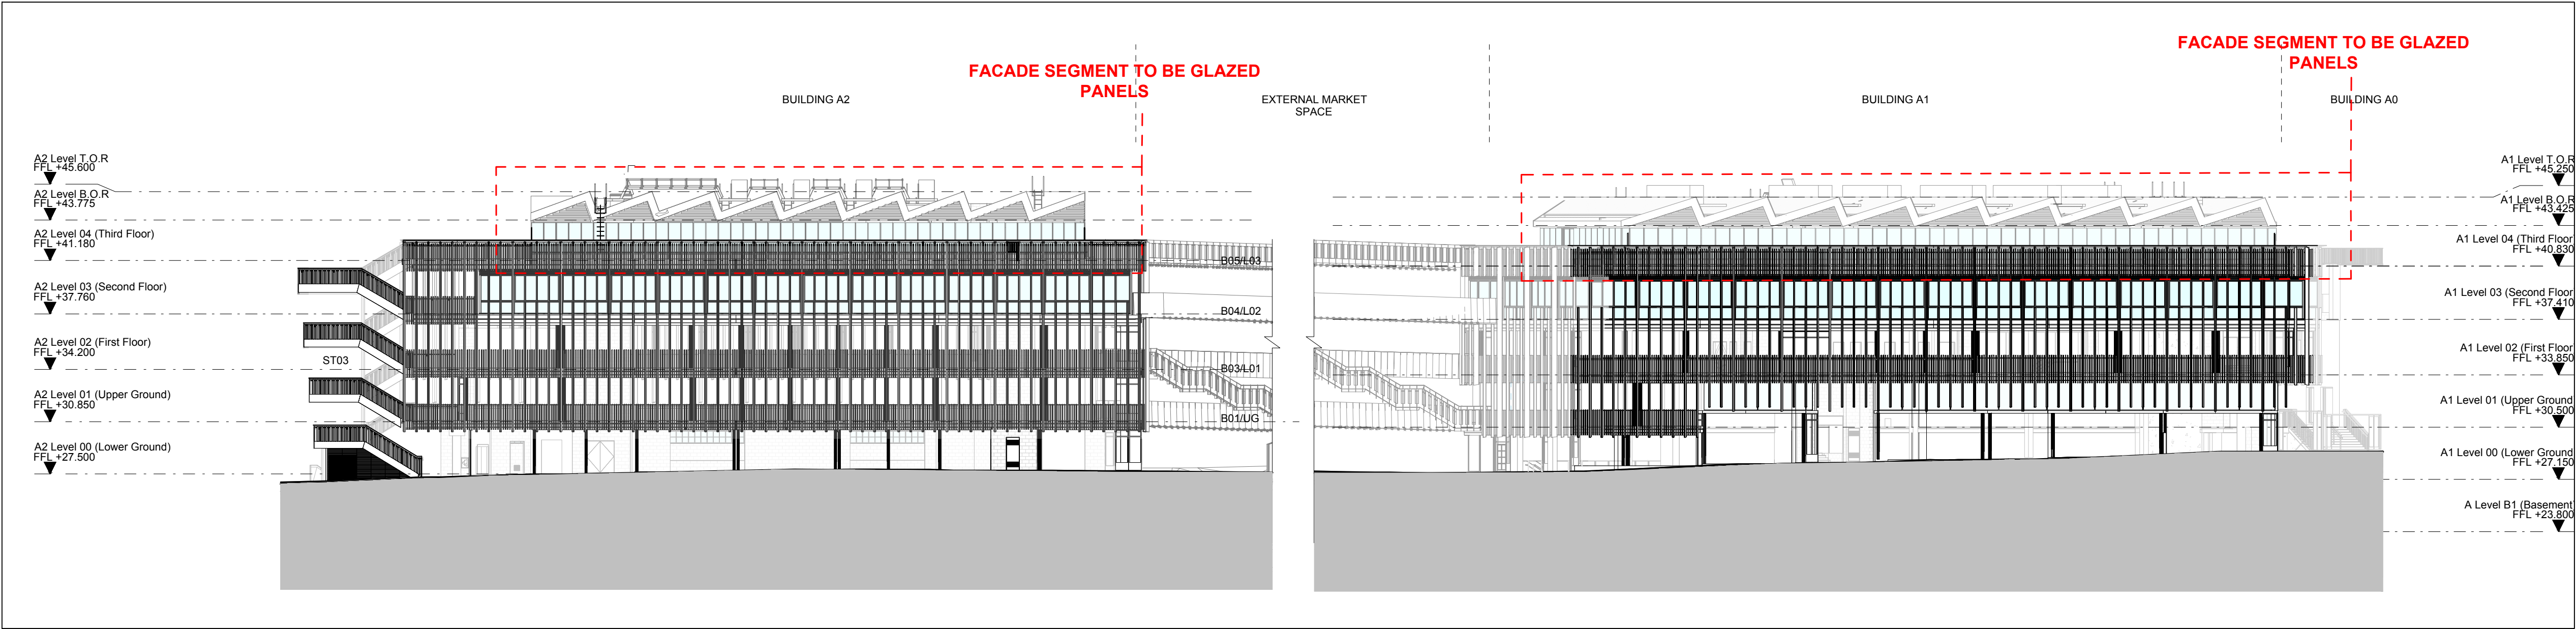 FACADE SEGMENT TO BE GLAZED
PANELS
FACADE SEGMENT TO BE GLAZED
PANELS
BUILDING A2
EXTERNAL MARKET
SPACE
BUILDING A1
BUILDING A0
A2 Level T.O.R
FFL +45.600
A2 Level B.O.R
FFL +43.775
A2 Level 04 (Third Floor)
FFL +41.180
A2 Level 03 (Second Floor)
FFL +37.760
A2 Level 02 (First Floor)
FFL +34.200
A2 Level 01 (Upper Ground)
FFL +30.850
A2 Level 00 (Lower Ground)
FFL +27.500
ST03
B05/L03
B04/L02
B03/L01
B01/UG
A1 Level T.O.R
FFL +45.250
A1 Level B.O.R
FFL +43.425
A1 Level 04 (Third Floor
FFL +40.830
A1 Level 03 (Second Floor
FFL +37.410
A1 Level 02 (First Floor
FFL +33.850
A1 Level 01 (Upper Ground
FFL +30.500
A1 Level 00 (Lower Ground
FFL +27.150
A Level B1 (Basement
FFL +23.800